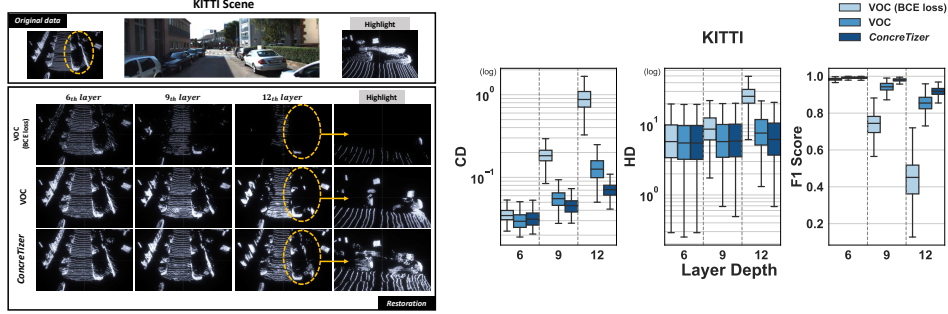 KITTI Scene
Original data
Highlight
6th layer
9th layer
12th layer
Highlight
VOC
(BCE loss)
VOC
ConcreTizer
Restoration
VOC (BCE loss)
VOC
ConcreTizer
KITTI
(log)
10^0
10^-1
CD
6
9
12
(log)
10^1
10^0
HD
6
9
12
Layer Depth
1.0
0.8
0.6
0.4
0.2
F1 Score
6
9
12